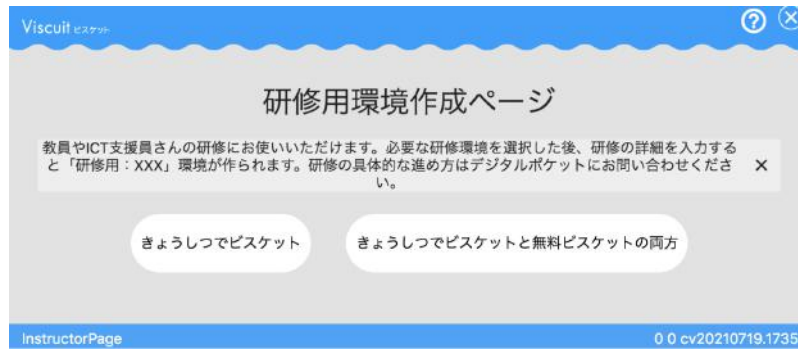 Viscuit ビスケット
研修用環境作成ページ
教員やICT支援員さんの研修にお使いいただけます。必要な研修環境を選択した後、研修の詳細を入力する
と「研修用：XXX」環境が作られます。研修の具体的な進め方はデジタルポケットにお問い合わせくださ
い。
きょうしつでビスケット
きょうしつでビスケットと無料ビスケットの両方
InstructorPage
0 0 cv20210719.1735